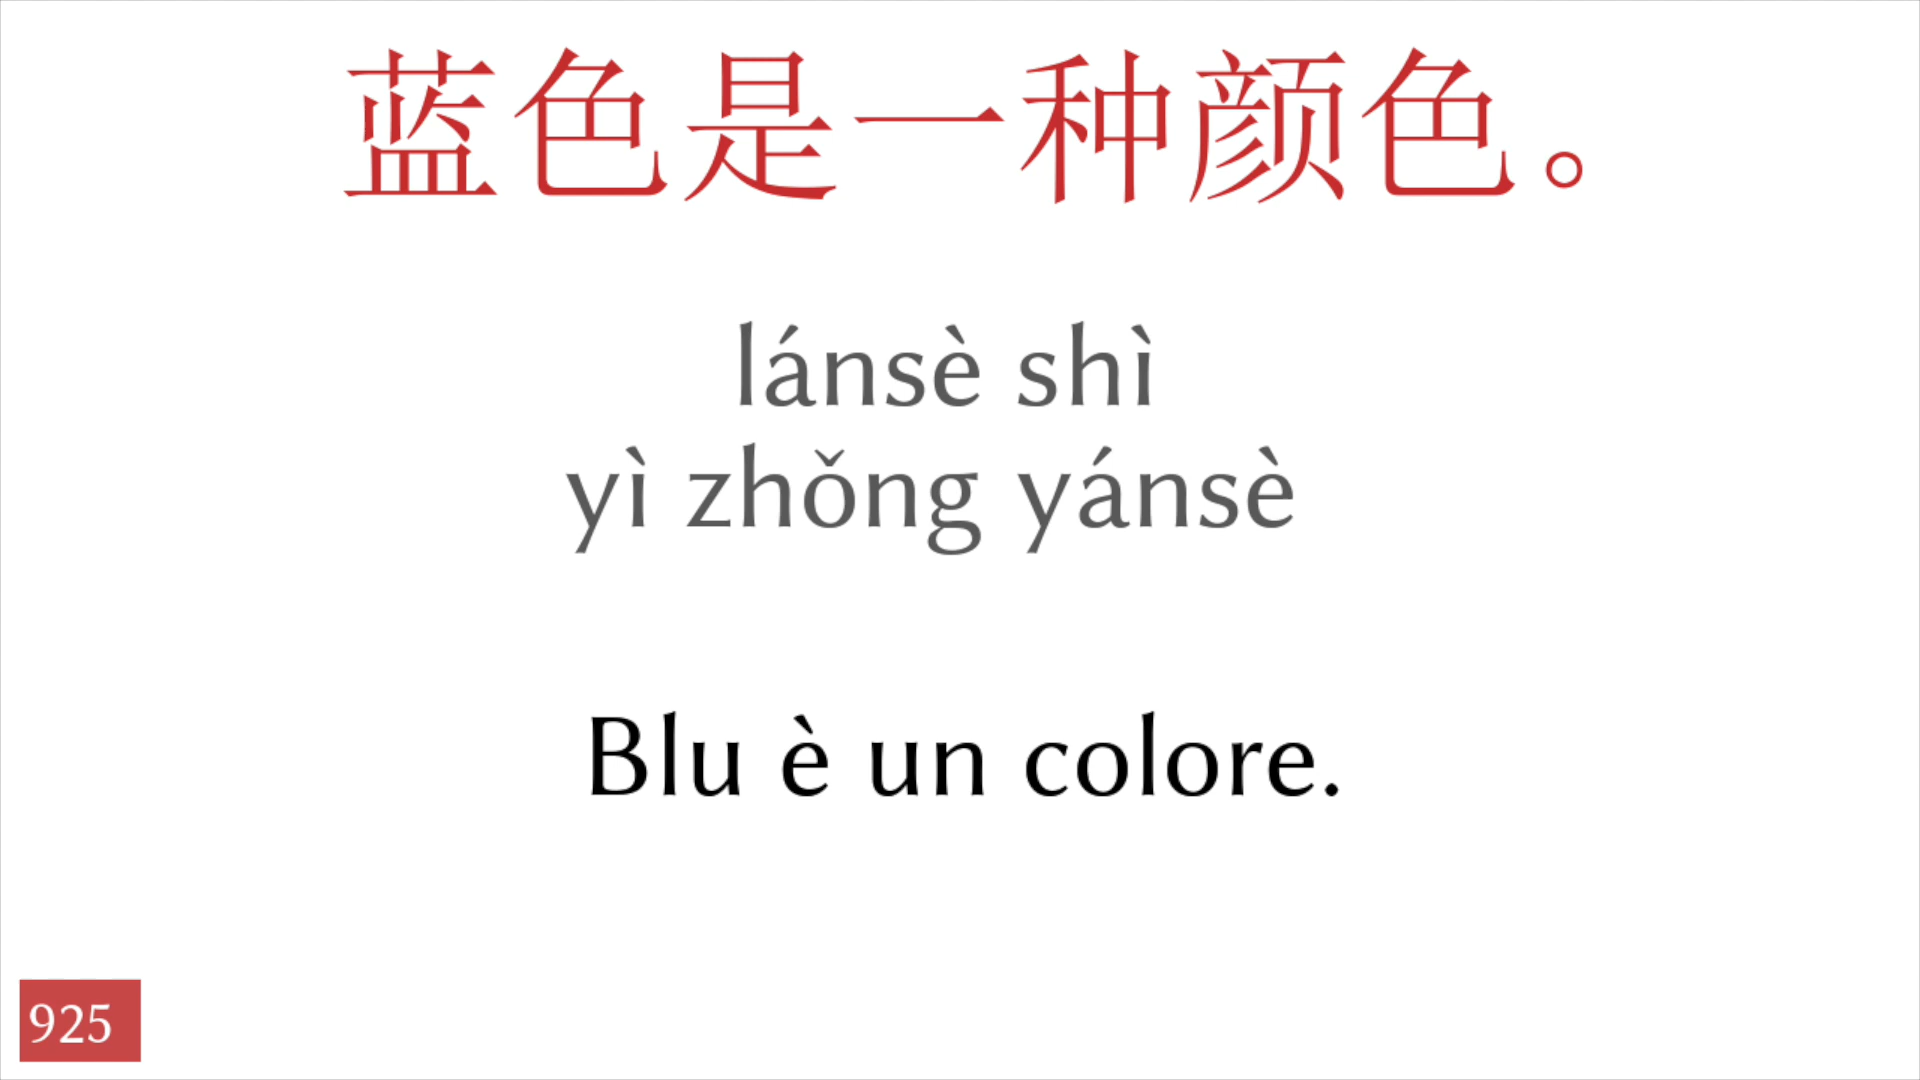 蓝色是一种颜色。
lánsè shì
yì zhǒng yánsè
Blu è un colore.
925